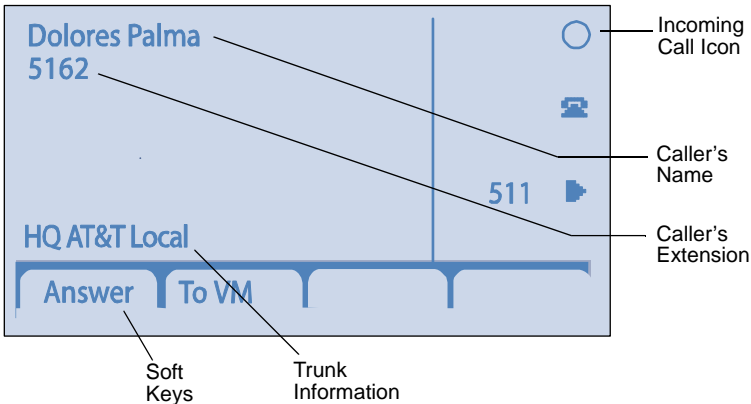 Dolores Palma
5162
511
HQ AT&T Local
Answer To VM
Incoming
Call Icon
Caller's
Name
Caller's
Extension
Soft
Keys
Trunk
Information